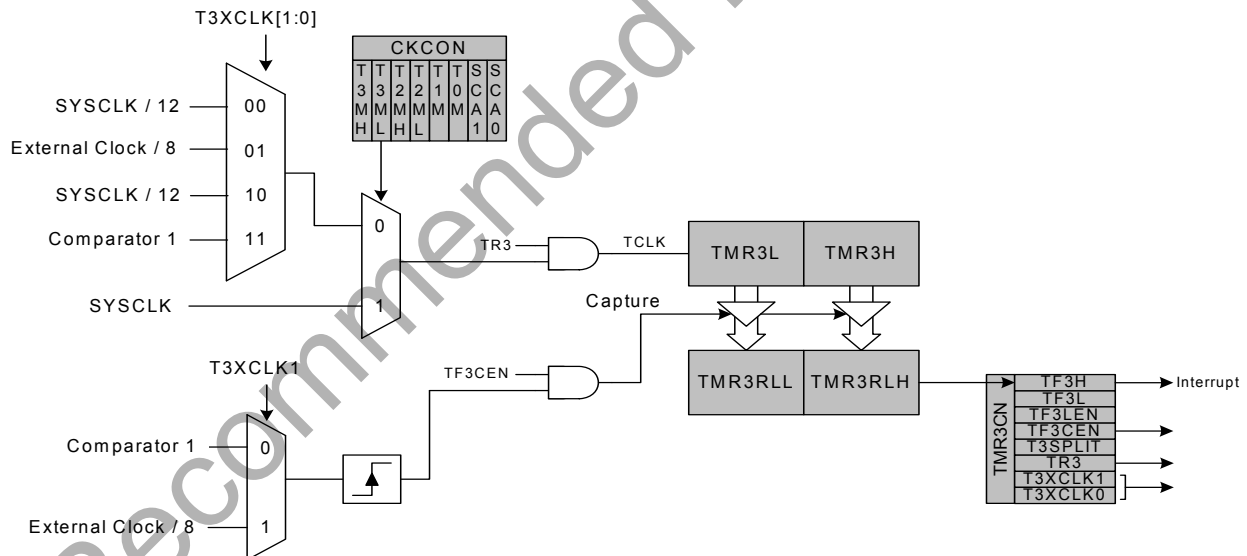 T3XCLK[1:0]
CKCON
T3MH T3ML T2MH T2ML T1M T0M SCA1 SCA0
SYSCLK / 12
00
External Clock / 8
01
SYSCLK / 12
10
Comparator 1
11
0
SYSCLK
1
TR3
TCLK
TMR3L
TMR3H
Capture
TMR3RLL
TMR3RLH
T3XCLK1
TF3CEN
Comparator 1
0
External Clock / 8
1
TMR3CN
TF3H
TF3L
TF3LEN
TF3CEN
T3SPLIT
TR3
T3XCLK1
T3XCLK0
Interrupt
Recommended